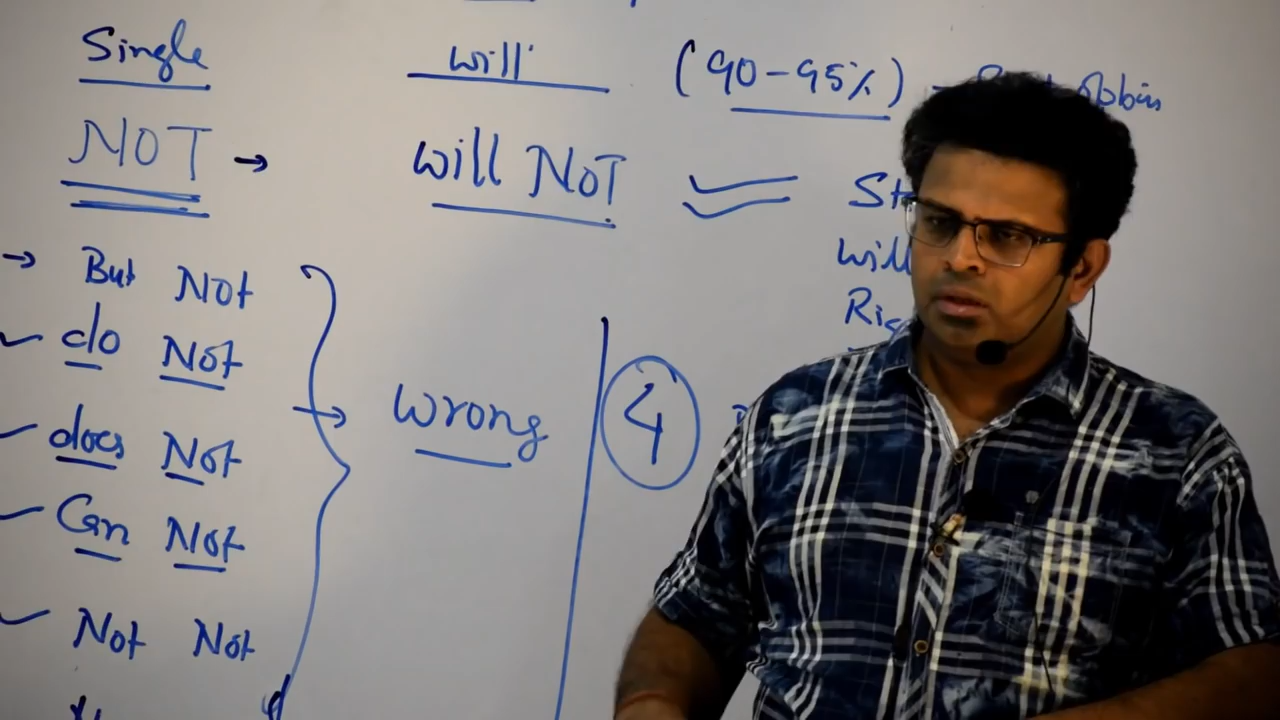 Single will (90-95%)
NOT → will NOT
→ But Not
do Not
does Not
→ wrong
4
Can Not
Not Not
will